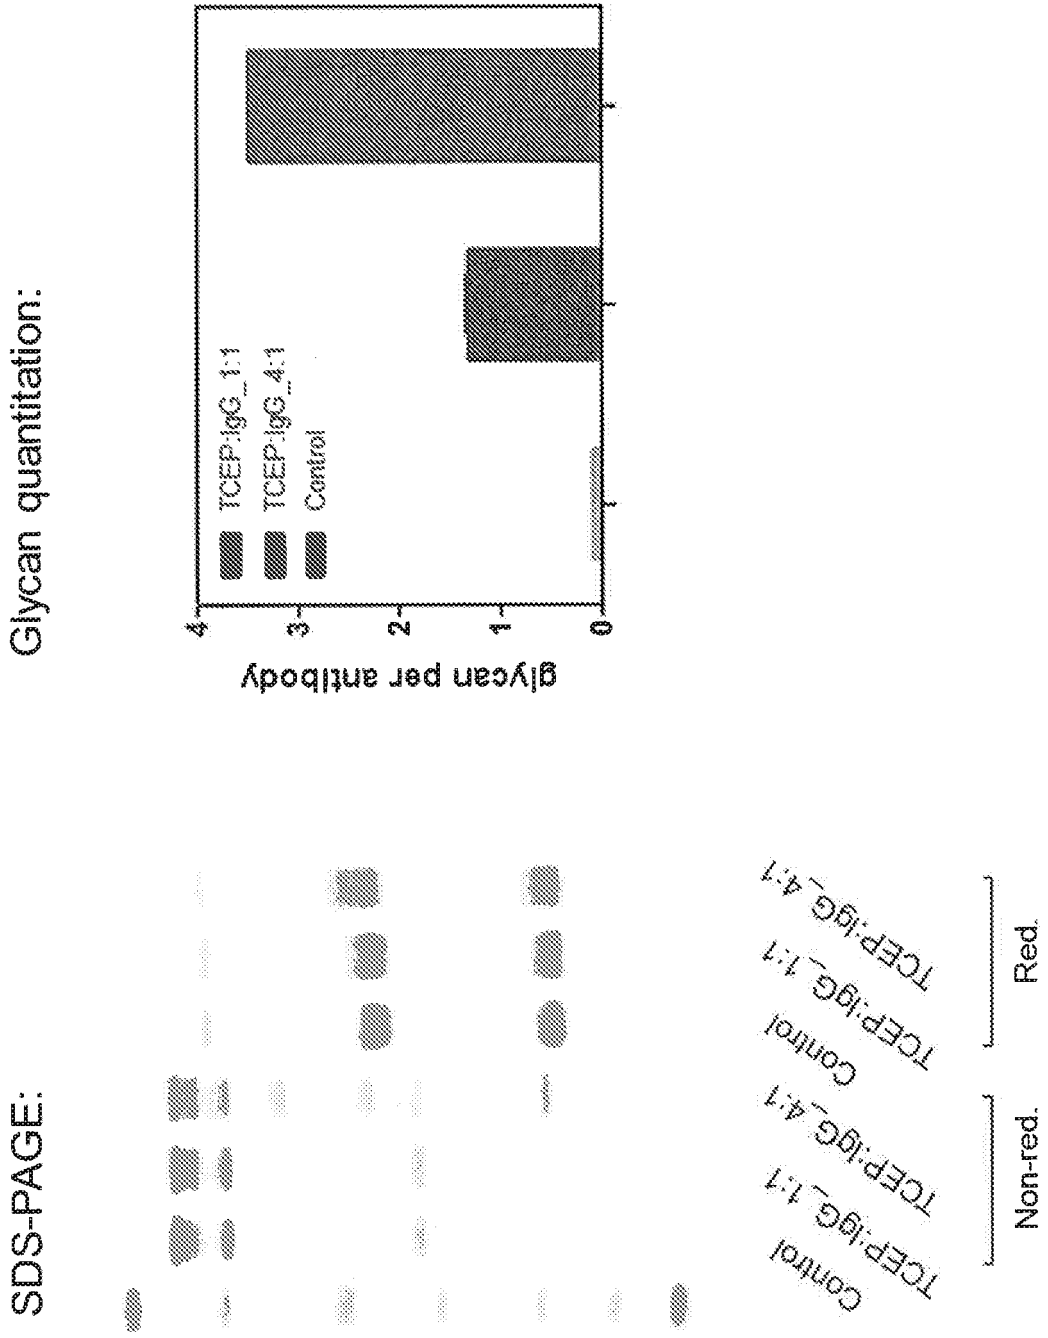 SDS-PAGE:
Control
TCEP:IgG_1:1
TCEP:IgG_4:1
Control
TCEP:IgG_1:1
TCEP:IgG_4:1
Non-red.
Red.
Glycan quantitation:
glycan per antibody
4
3
2
1
0
TCEP:IgG_1:1
TCEP:IgG_4:1
Control